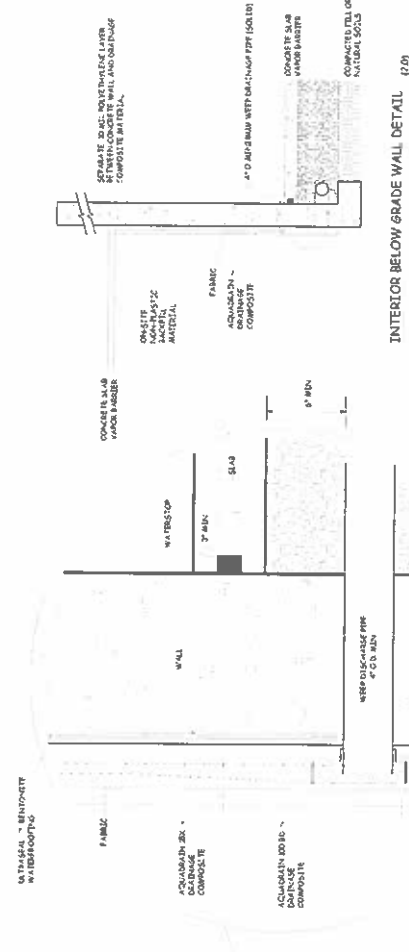 SEPARATE 10 MIL POLYETHYLENE LAYER
BETWEEN CONCRETE WALL AND DRAINAGE
COMPOSITE MATERIAL
CONCRETE SLAB
VAPOR BARRIER
ON-SITE
NON-PLASTIC
BACKFILL
MATERIAL
FABRIC
AQUADRAIN
DRAINAGE
COMPOSITE
4" O.D. MINIMUM WEEP DRAINAGE PIPE (SOLID)
CONCRETE SLAB
VAPOR BARRIER
COMPACTED FILL OR
NATURAL SOILS
INTERIOR BELOW GRADE WALL DETAIL
ULTRASEAL BENTONITE
WATERPROOFING
FABRIC
AQUADRAIN
DRAINAGE
COMPOSITE
AQUADRAIN
DRAINAGE
COMPOSITE
WALL
WATERSTOP
3" MIN
SLAB
6" MIN
WEEP DISCHARGE PIPE
4" O.D. MIN